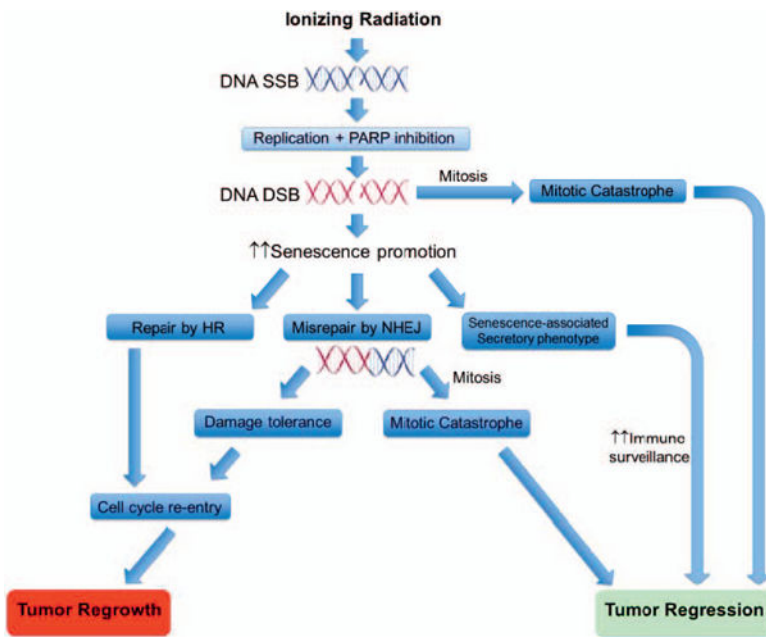 Ionizing Radiation
DNA SSB
Replication + PARP inhibition
DNA DSB
Mitosis
Mitotic Catastrophe
↑↑Senescence promotion
Repair by HR
Misrepair by NHEJ
Senescence-associated
Secretory phenotype
Mitosis
Damage tolerance
Mitotic Catastrophe
↑↑Immune
surveillance
Cell cycle re-entry
Tumor Regrowth
Tumor Regression